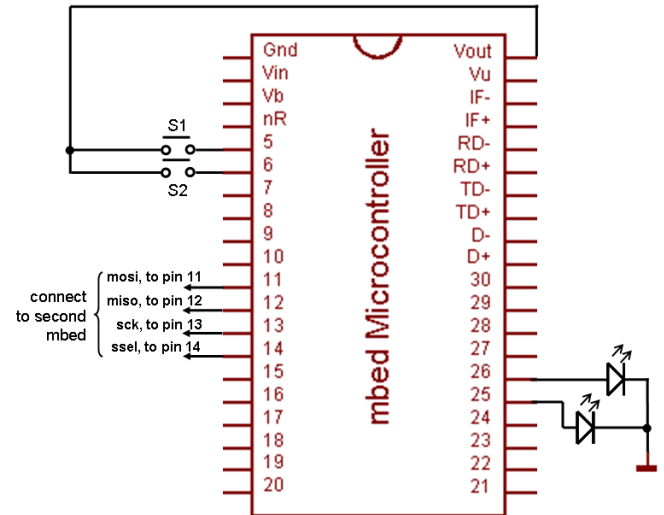 Gnd Vout
Vin Vu
Vb IF-
nR IF+
S1
5 RD-
6 RD+
S2
7 TD-
8 TD+
9 D-
10 D+
mosi, to pin 11
11 30
miso, to pin 12
12 29
sck, to pin 13
13 28
ssel, to pin 14
14 27
connect
to second
mbed
15 26
16 25
17 24
18 23
19 22
20 21
mbed Microcontroller